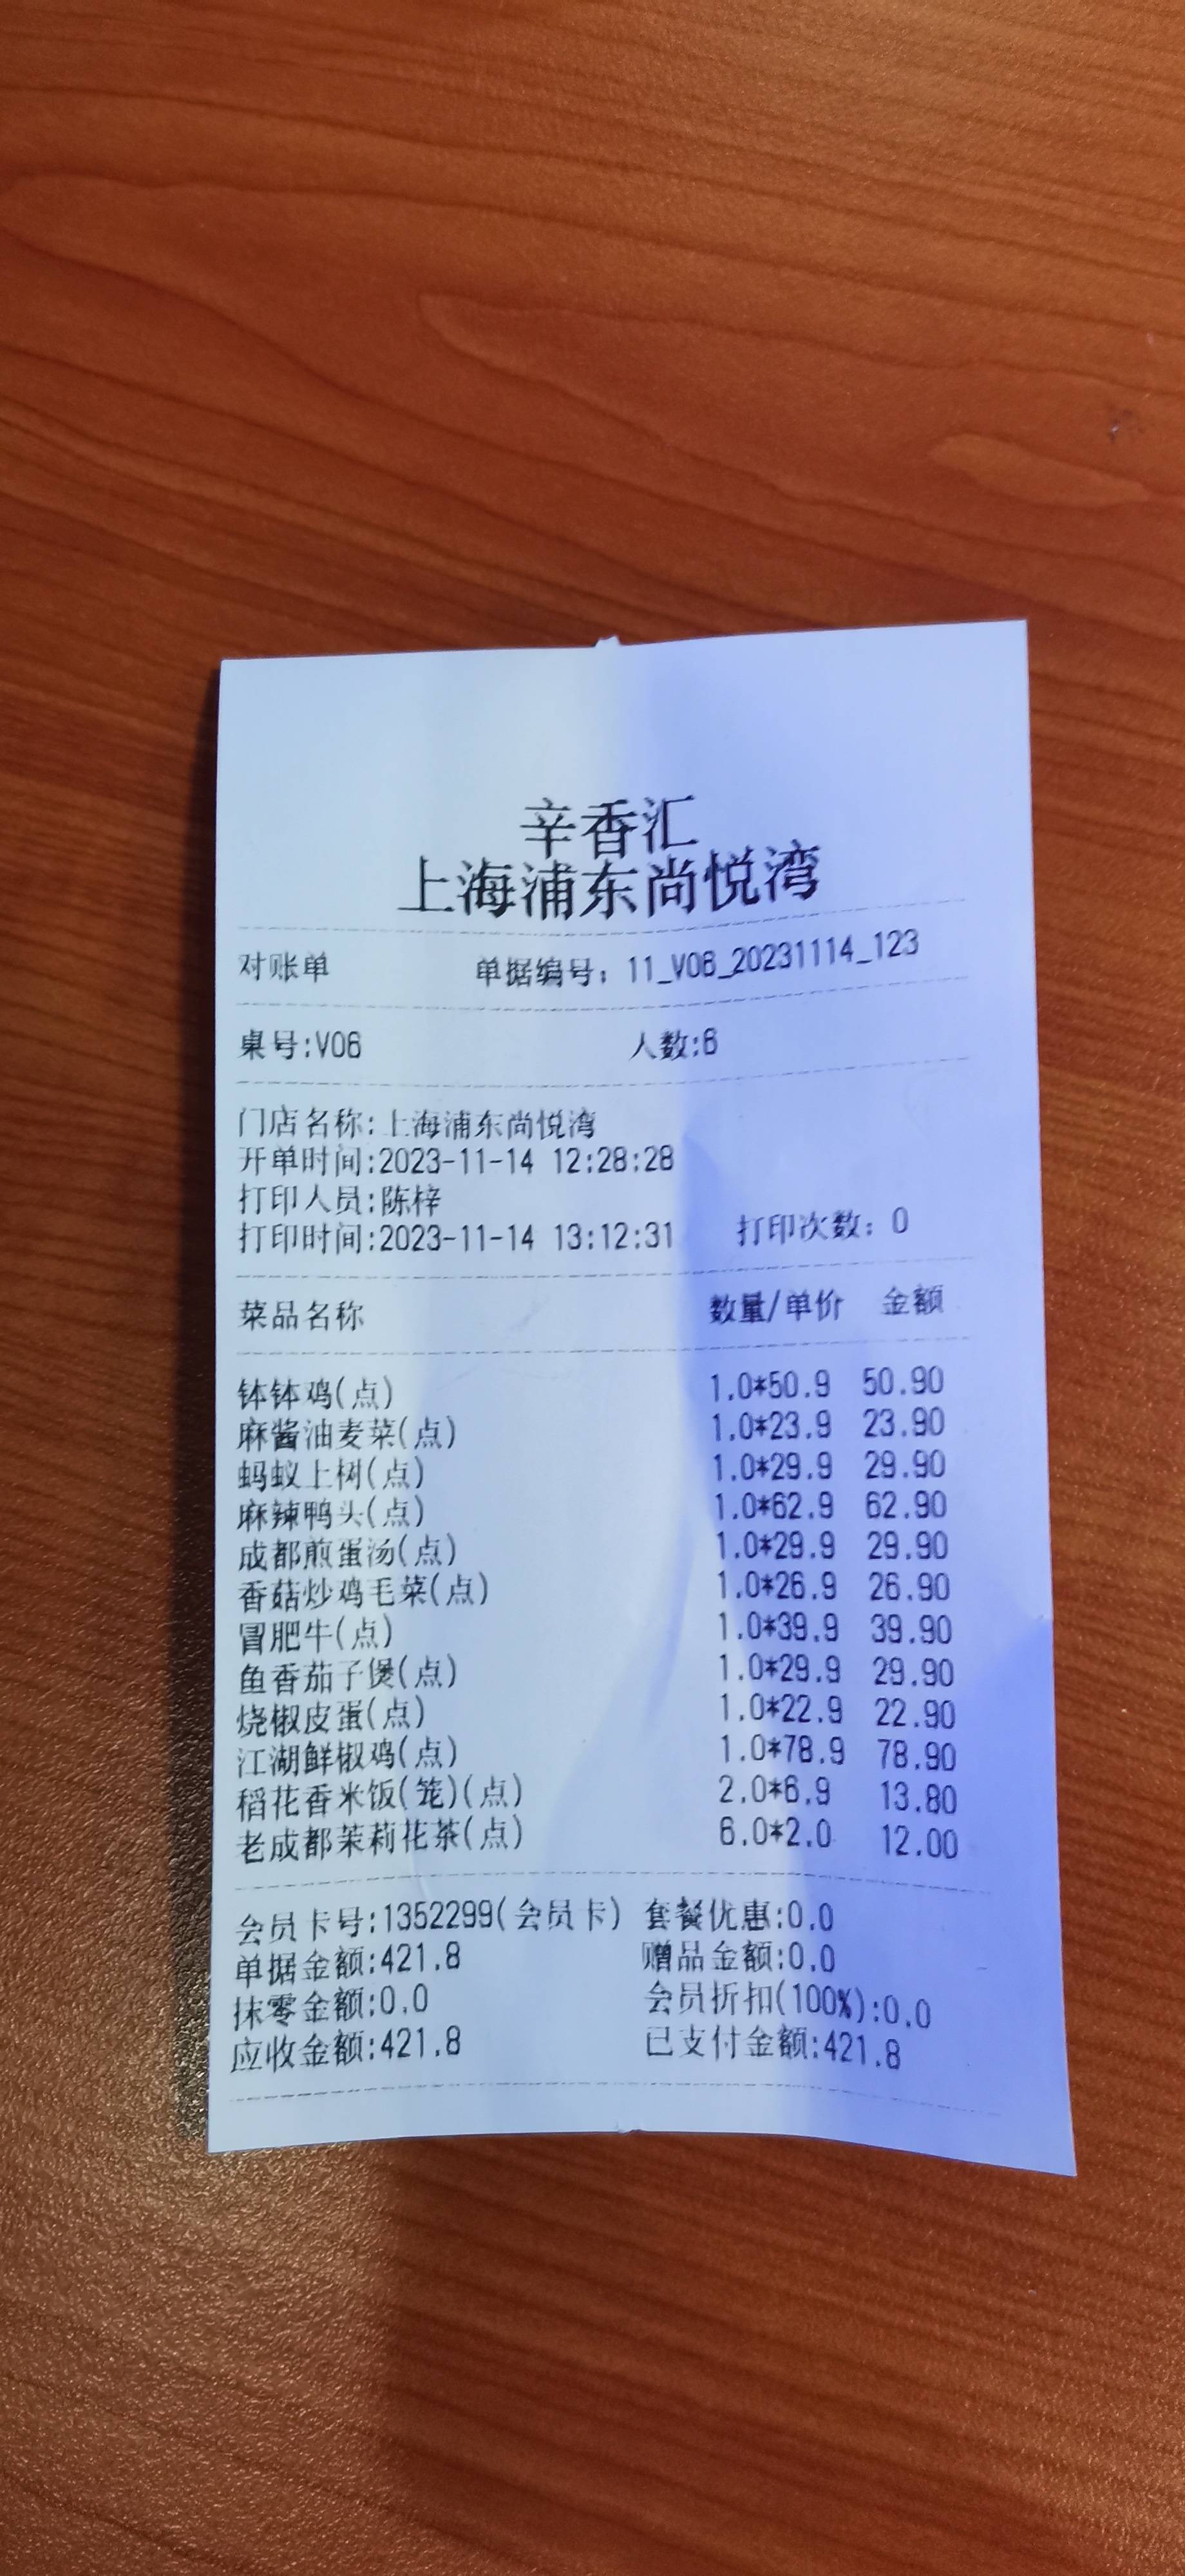 辛香汇
上海浦东尚悦湾
对账单 单据编号：11_V06_20231114_123
桌号:V06 人数:6
门店名称:上海浦东尚悦湾
开单时间:2023-11-14 12:28:28
打印人员:陈梓
打印时间:2023-11-14 13:12:31 打印次数：0
菜品名称 数量/单价 金额
钵钵鸡(点) 1.0*50.9 50.90
麻酱油麦菜(点) 1.0*23.9 23.90
蚂蚁上树(点) 1.0*29.9 29.90
麻辣鸭头(点) 1.0*62.9 62.90
成都煎蛋汤(点) 1.0*29.9 29.90
香菇炒鸡毛菜(点) 1.0*26.9 26.90
冒肥牛(点) 1.0*39.9 39.90
鱼香茄子煲(点) 1.0*29.9 29.90
烧椒皮蛋(点) 1.0*22.9 22.90
江湖鲜椒鸡(点) 1.0*78.9 78.90
稻花香米饭(笼)(点) 2.0*6.9 13.80
老成都茉莉花茶(点) 6.0*2.0 12.00
会员卡号:1352299(会员卡) 套餐优惠:0.0
单据金额:421.8 赠品金额:0.0
抹零金额:0.0 会员折扣(100%):0.0
应收金额:421.8 已支付金额:421.8